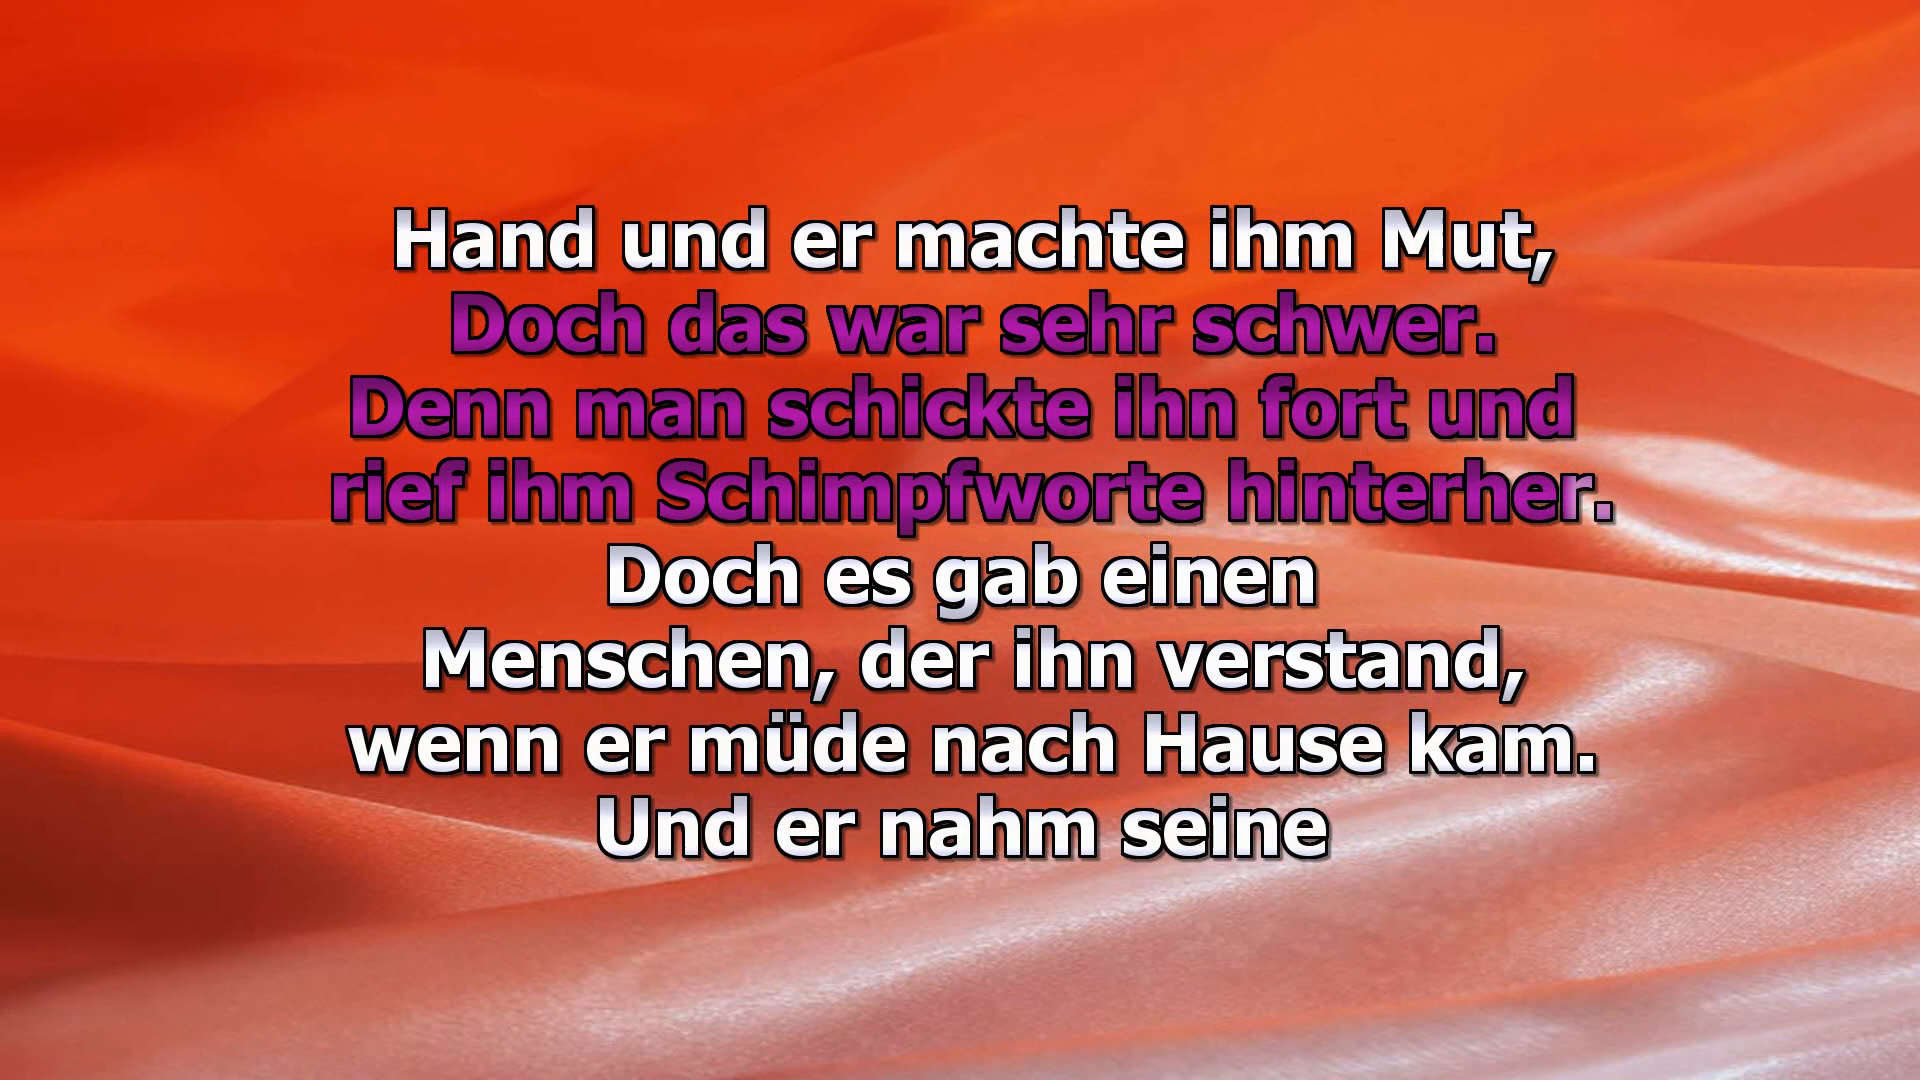 Hand und er machte ihm Mut,
Doch das war sehr schwer.
Denn man schickte ihn fort und
rief ihm Schimpfworte hinterher.
Doch es gab einen
Menschen, der ihn verstand,
wenn er müde nach Hause kam.
Und er nahm seine